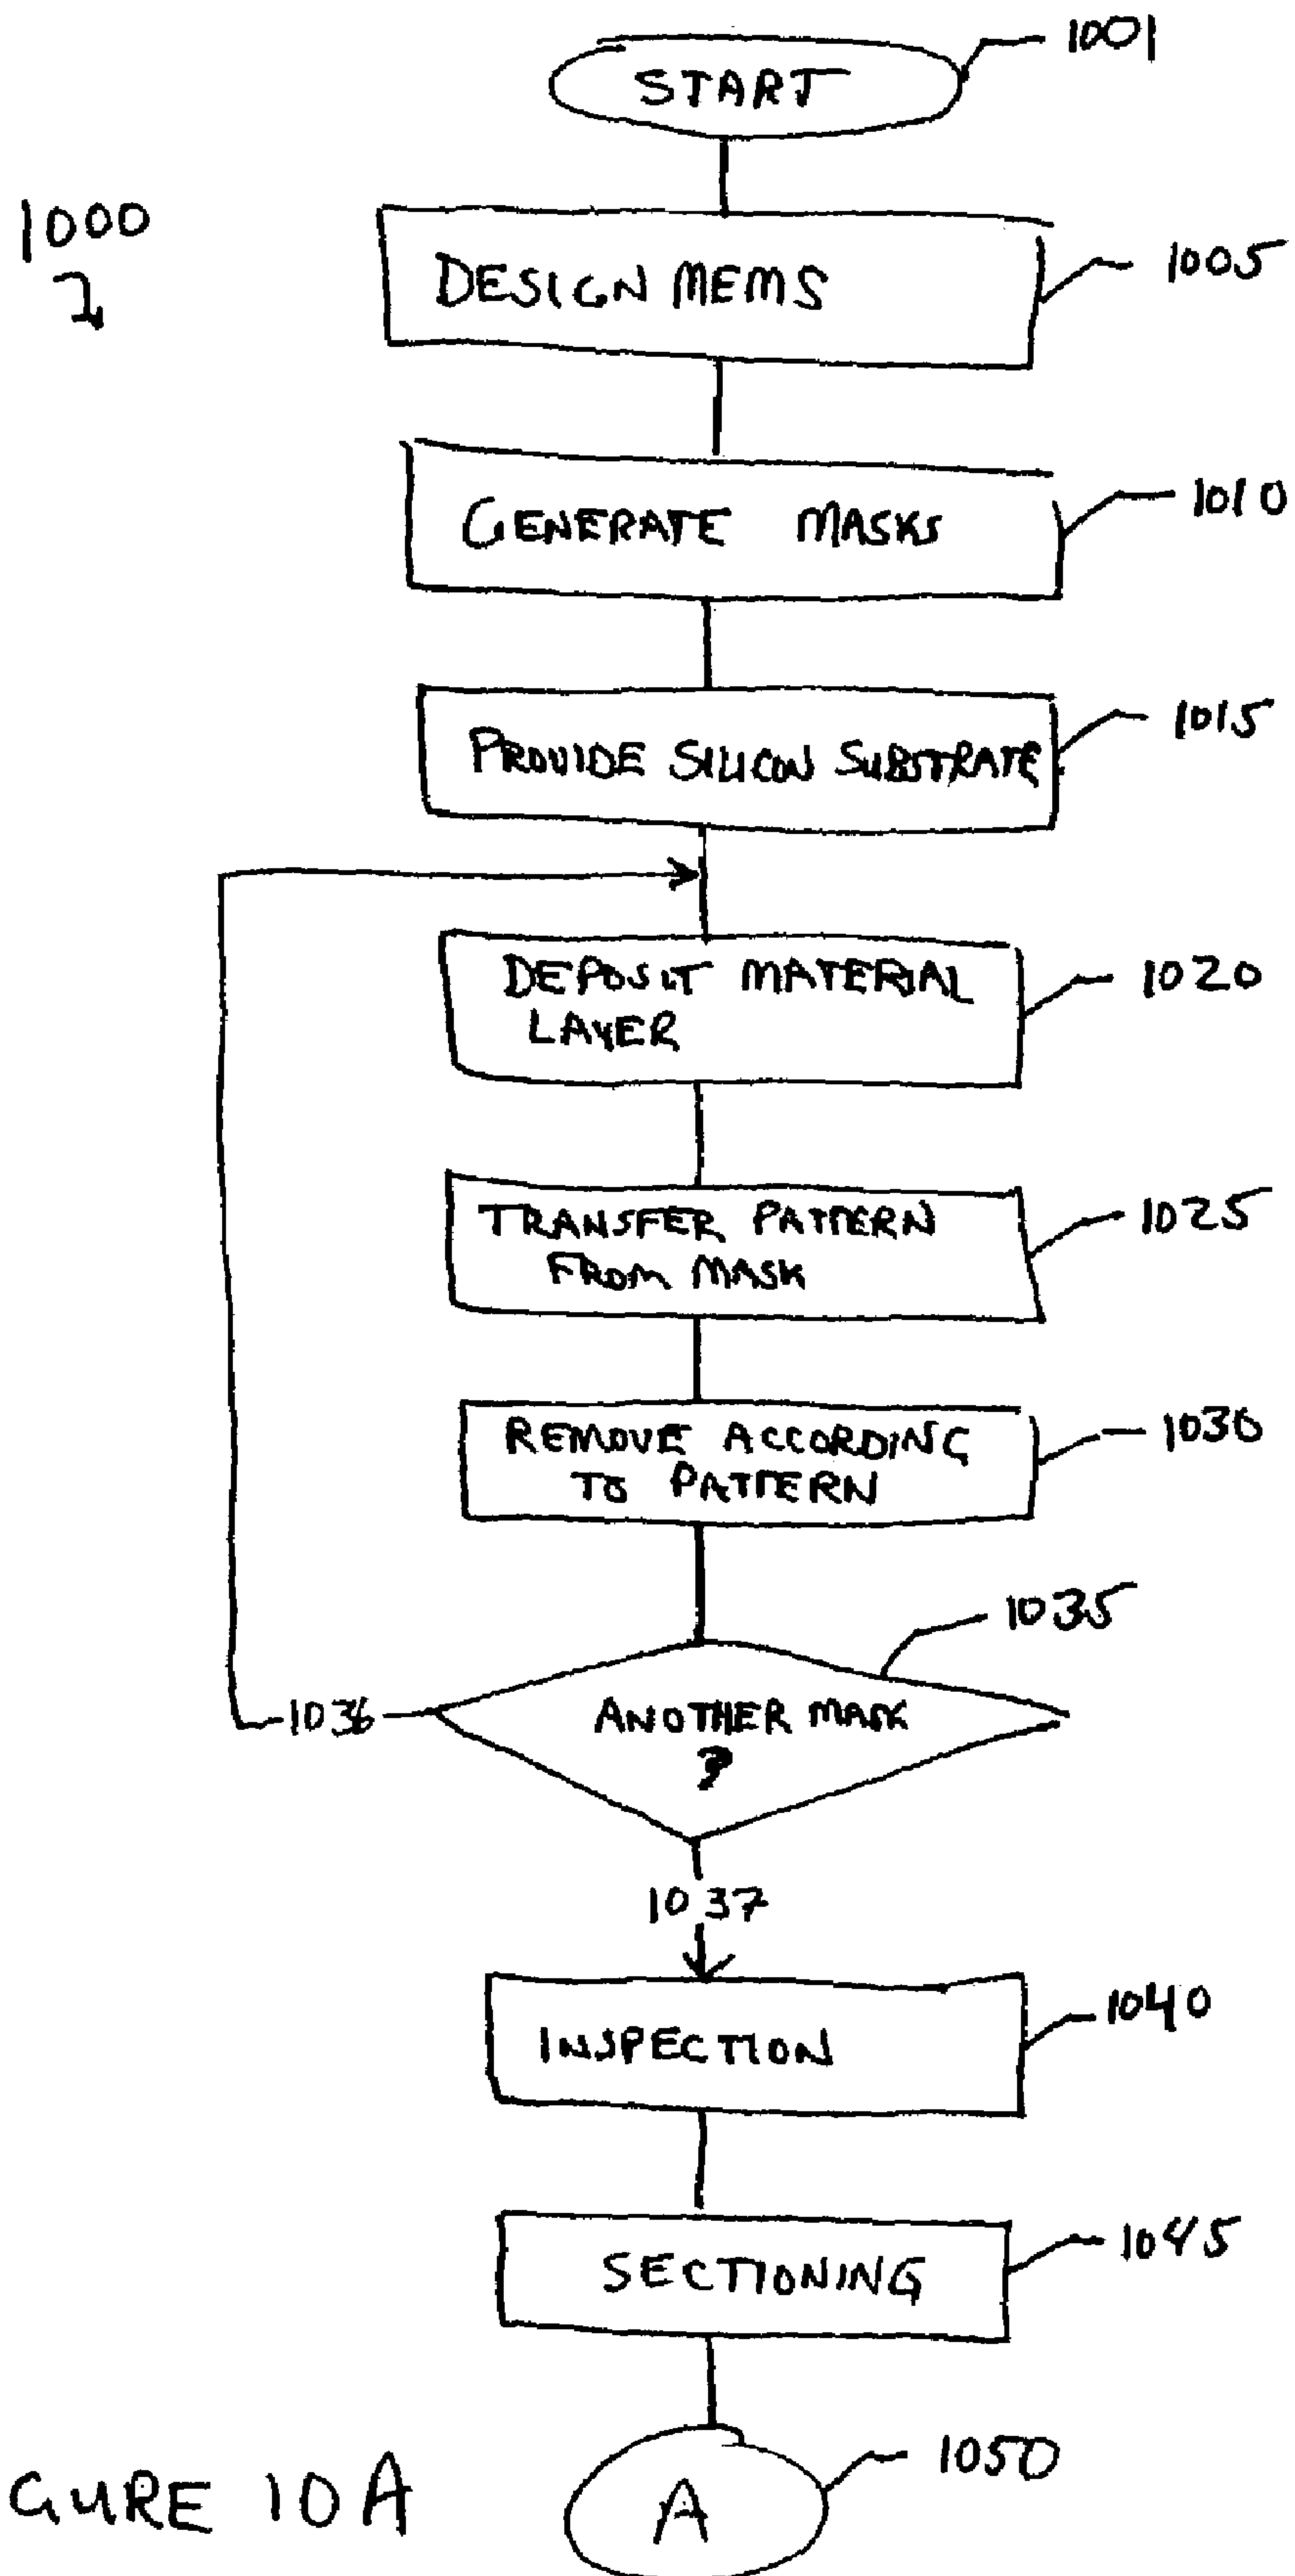 1001
START
1000
DESIGN MEMS
1005
GENERATE MASKS
1010
PROVIDE SILICON SUBSTRATE
1015
DEPOSIT MATERIAL
LAYER
1020
TRANSFER PATTERN
FROM MASK
1025
REMOVE ACCORDING
TO PATTERN
1030
1035
ANOTHER MASK
?
1036
1037
INSPECTION
1040
SECTIONING
1045
A
1050
GURE 10A